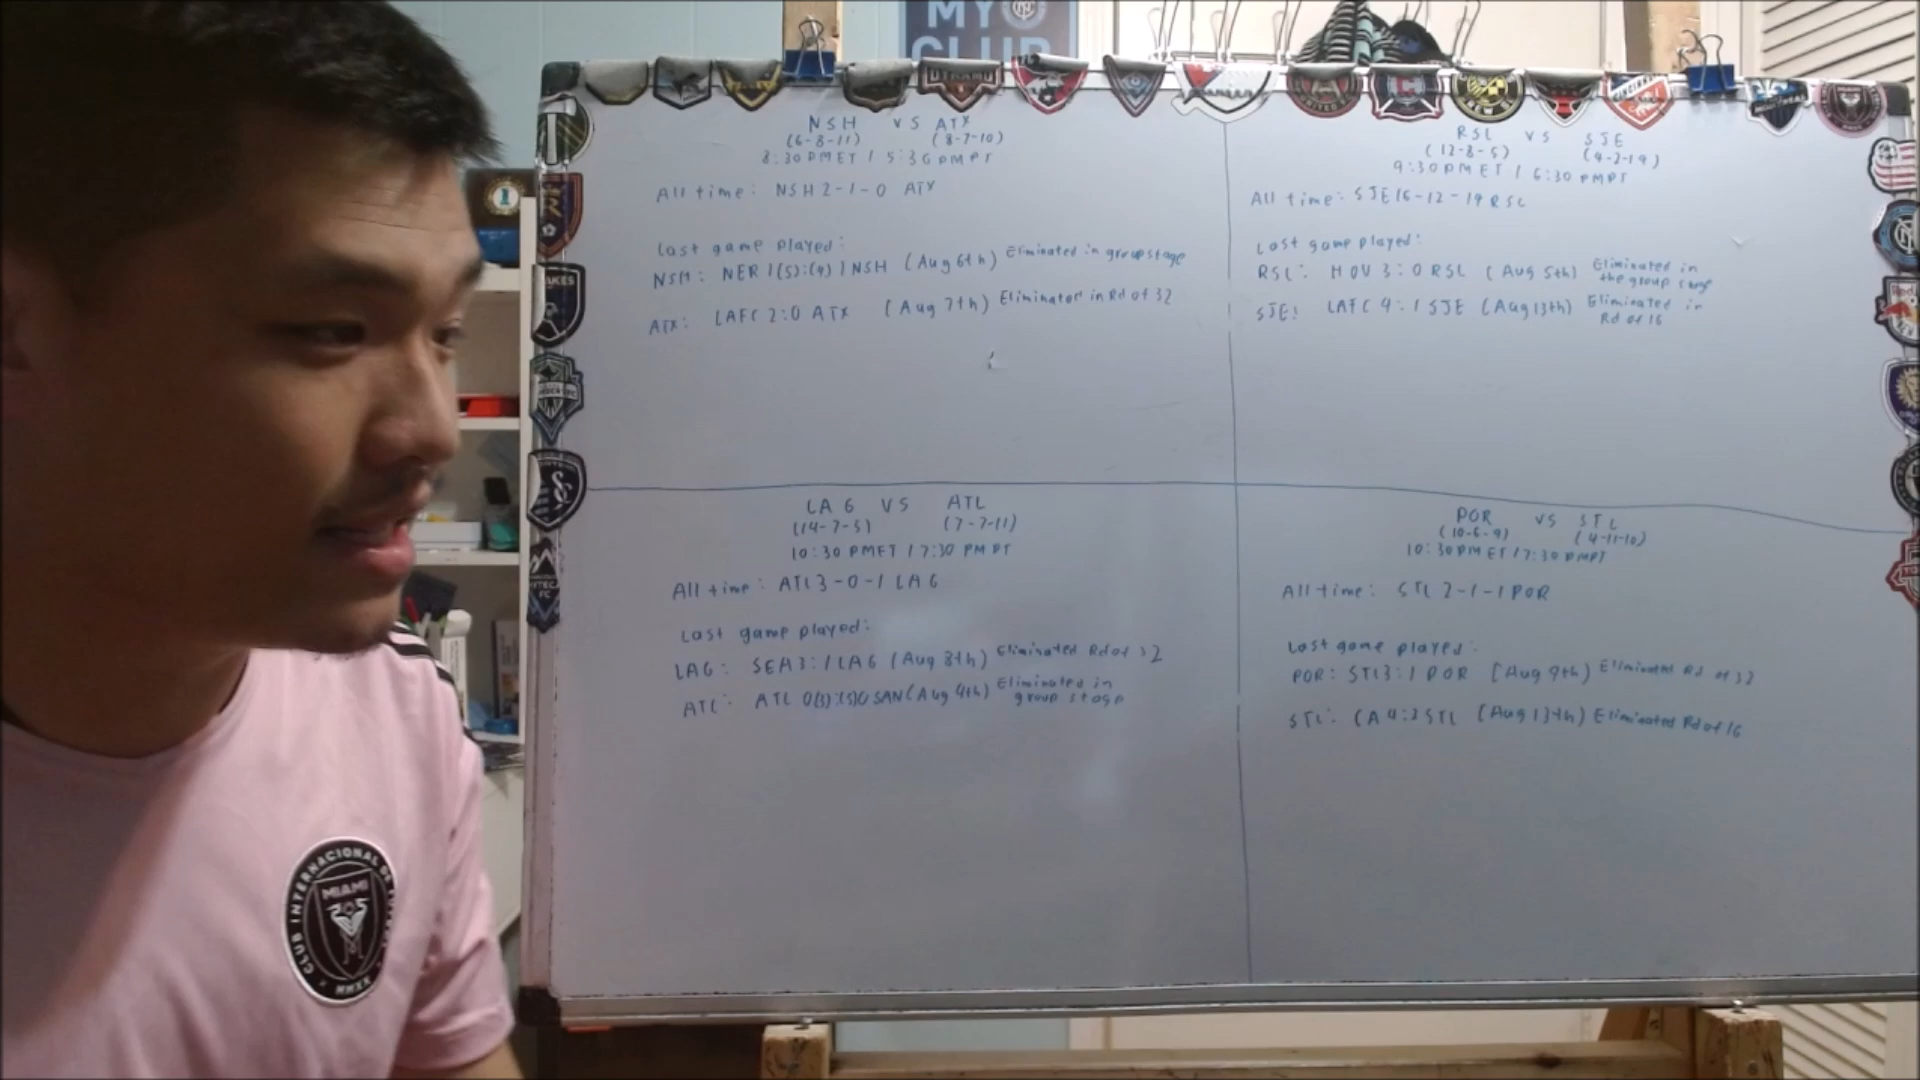 MY
CLUB
NSH VS ATX
(6-8-11) (8-7-10)
8:30 PM ET / 5:30 PM PT
All time: NSH 2-1-0 ATX
Last game played:
NSH: NER 1(5):(4)1 NSH (Aug 6th) Eliminated in group stage
ATX: LAFC 2:0 ATX (Aug 7th) Eliminated in Rd of 32
RSL VS SJE
(12-8-5)
9:30 PM ET / 6:30 PM PT
All time: SJE 16-12-19 RSL
Last game played:
RSL: HOU 3:0 RSL (Aug 5th) Eliminated in
the group stage
SJE: LAFC 4:1 SJE (Aug 13th) Eliminated in
Rd of 16
LAG VS ATL
(14-7-5) (7-7-11)
10:30 PM ET / 7:30 PM PT
All time: ATL 3-0-1 LAG
Last game played:
LAG: SEA 3:1 LAG (Aug 8th) Eliminated Rd of 32
ATL: ATL 0(3):(5)0 SAN (Aug 4th) Eliminated in
group stage
POR VS STL
(10-6-9) (4-11-10)
10:30 PM ET / 7:30 PM PT
All time: STL 2-1-1 POR
Last game played:
POR: STL 3:1 POR (Aug 9th) Eliminated Rd of 32
STL: CA 4:3 STL (Aug 13th) Eliminated Rd of 16
CLUB INTERNACIONAL DE
MIAMI
MMXX
DYNAMO
CREW
1